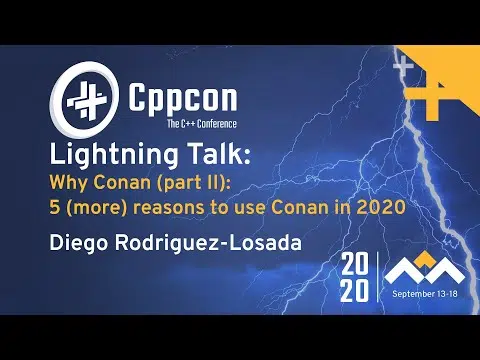 Cppcon
The C++ Conference
Lightning Talk:
Why Conan (part II):
5 (more) reasons to use Conan in 2020
Diego Rodriguez-Losada
20
20
September 13-18